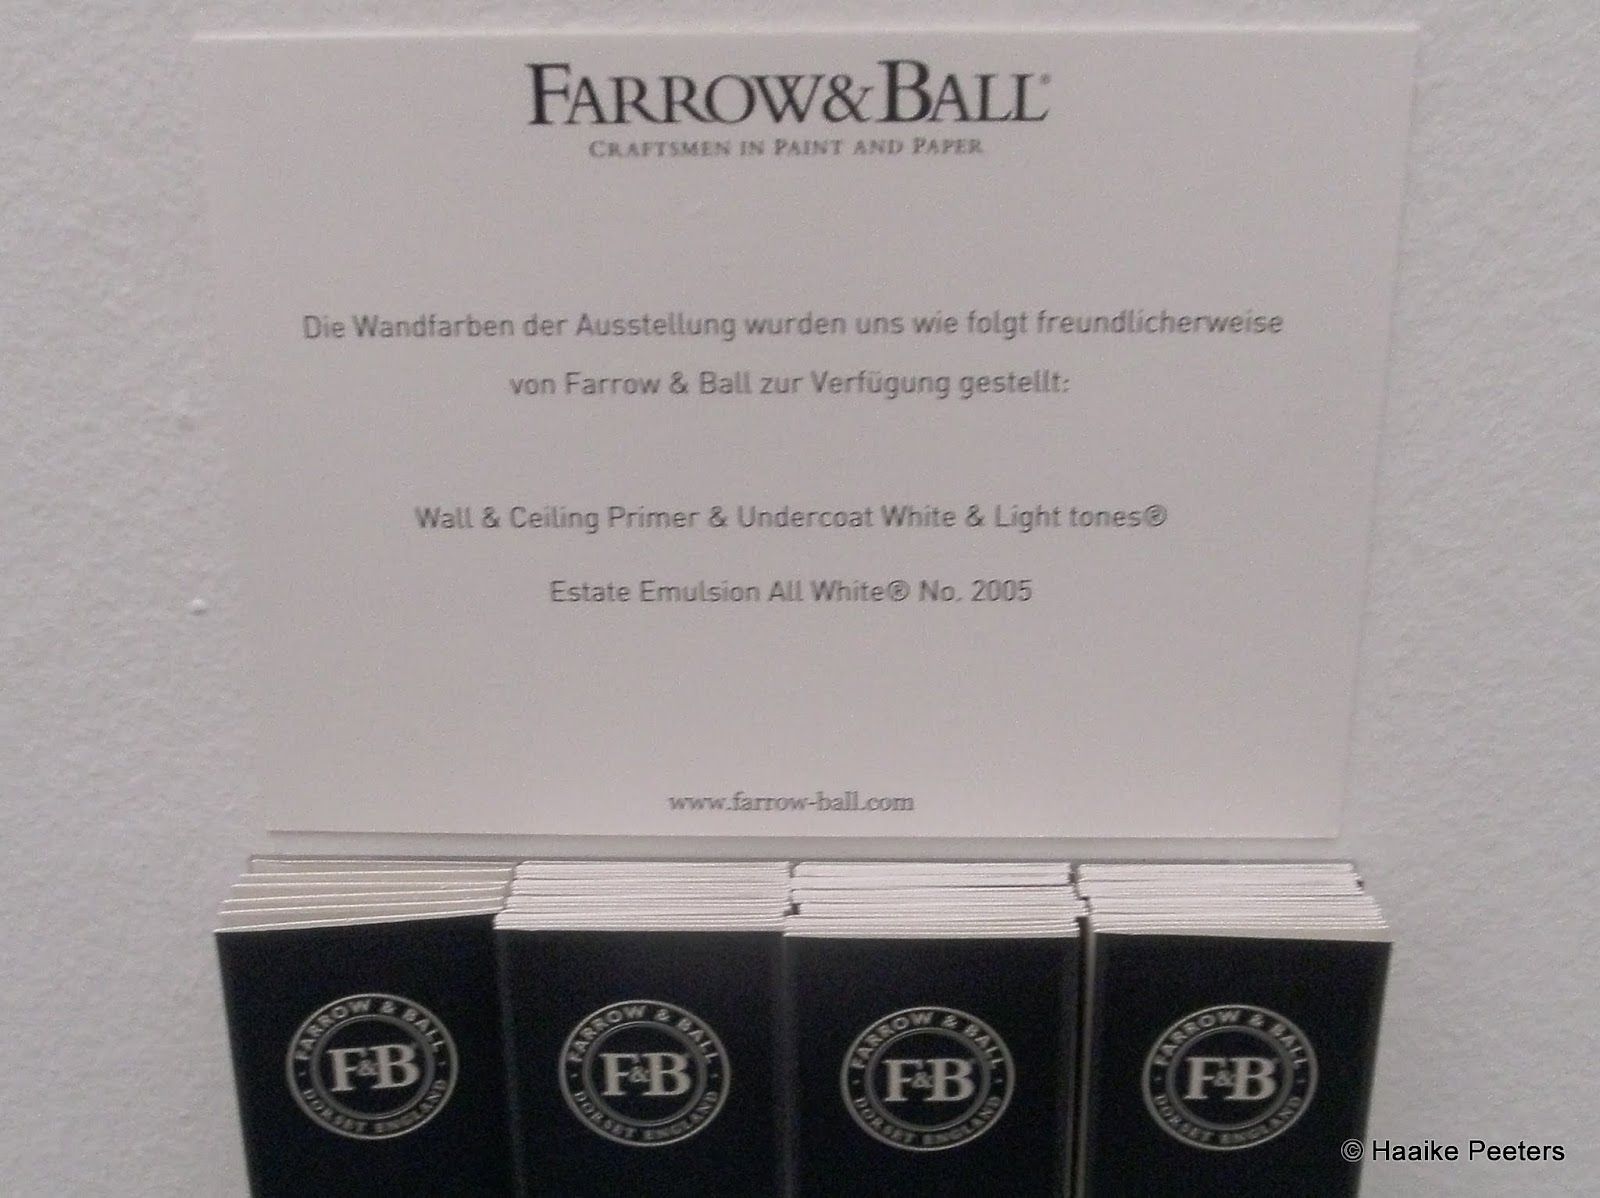 FARROW&BALL®
CRAFTSMEN IN PAINT AND PAPER
Die Wandfarben der Ausstellung wurden uns wie folgt freundlicherweise
von Farrow & Ball zur Verfügung gestellt:
Wall & Ceiling Primer & Undercoat White & Light tones®
Estate Emulsion All White® No. 2005
www.farrow-ball.com
FARROW & BALL
F&B
DORSET ENGLAND
FARROW & BALL
F&B
DORSET ENGLAND
FARROW & BALL
F&B
DORSET ENGLAND
FARROW & BALL
F&B
DORSET ENGLAND
© Haaike Peeters